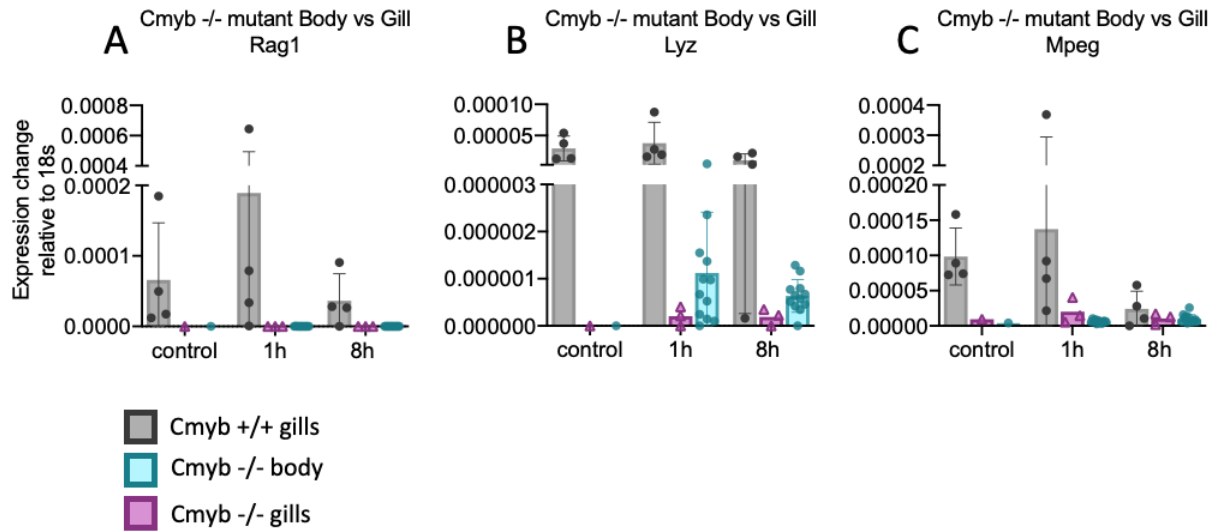 Cmyb -/- mutant Body vs Gill
A
Rag1
Expression change
relative to 18s
0.0008
0.0006
0.0004
0.0002
0.0001
0.0000
control
1h
8h
Cmyb -/- mutant Body vs Gill
B
Lyz
0.00010
0.00005
0.000003
0.000002
0.000001
0.000000
control
1h
8h
Cmyb -/- mutant Body vs Gill
C
Mpeg
0.0004
0.0003
0.0002
0.00020
0.00015
0.00010
0.00005
0.00000
control
1h
8h
Cmyb +/+ gills
Cmyb -/- body
Cmyb -/- gills